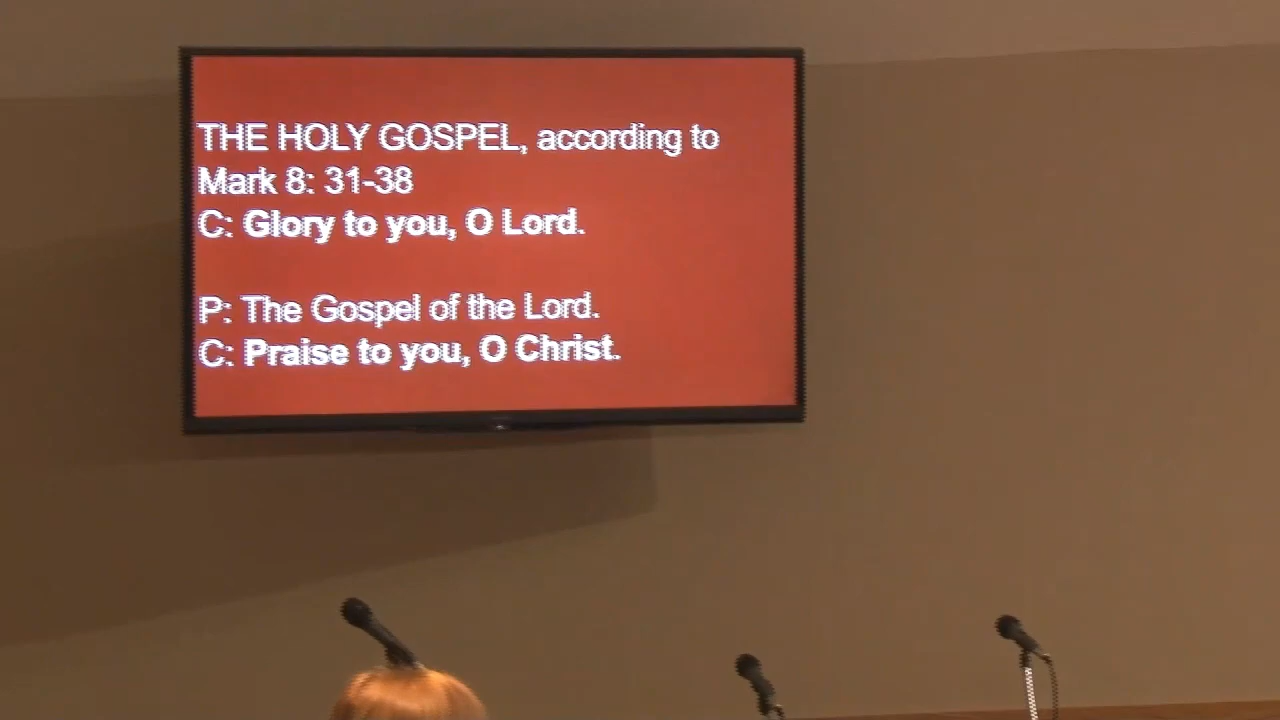 THE HOLY GOSPEL, according to
Mark 8: 31-38
C: Glory to you, O Lord.
P: The Gospel of the Lord.
C: Praise to you, O Christ.